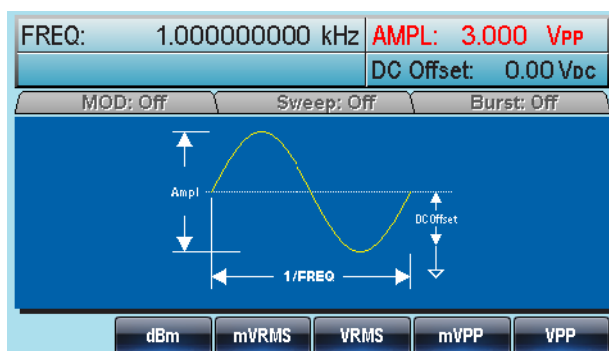 FREQ: 1.000000000 kHz AMPL: 3.000 VPP
DC Offset: 0.00 VDC
MOD: Off Sweep: Off Burst: Off
Ampl
DC Offset
1/FREQ
dBm mVRMS VRMS mVPP VPP